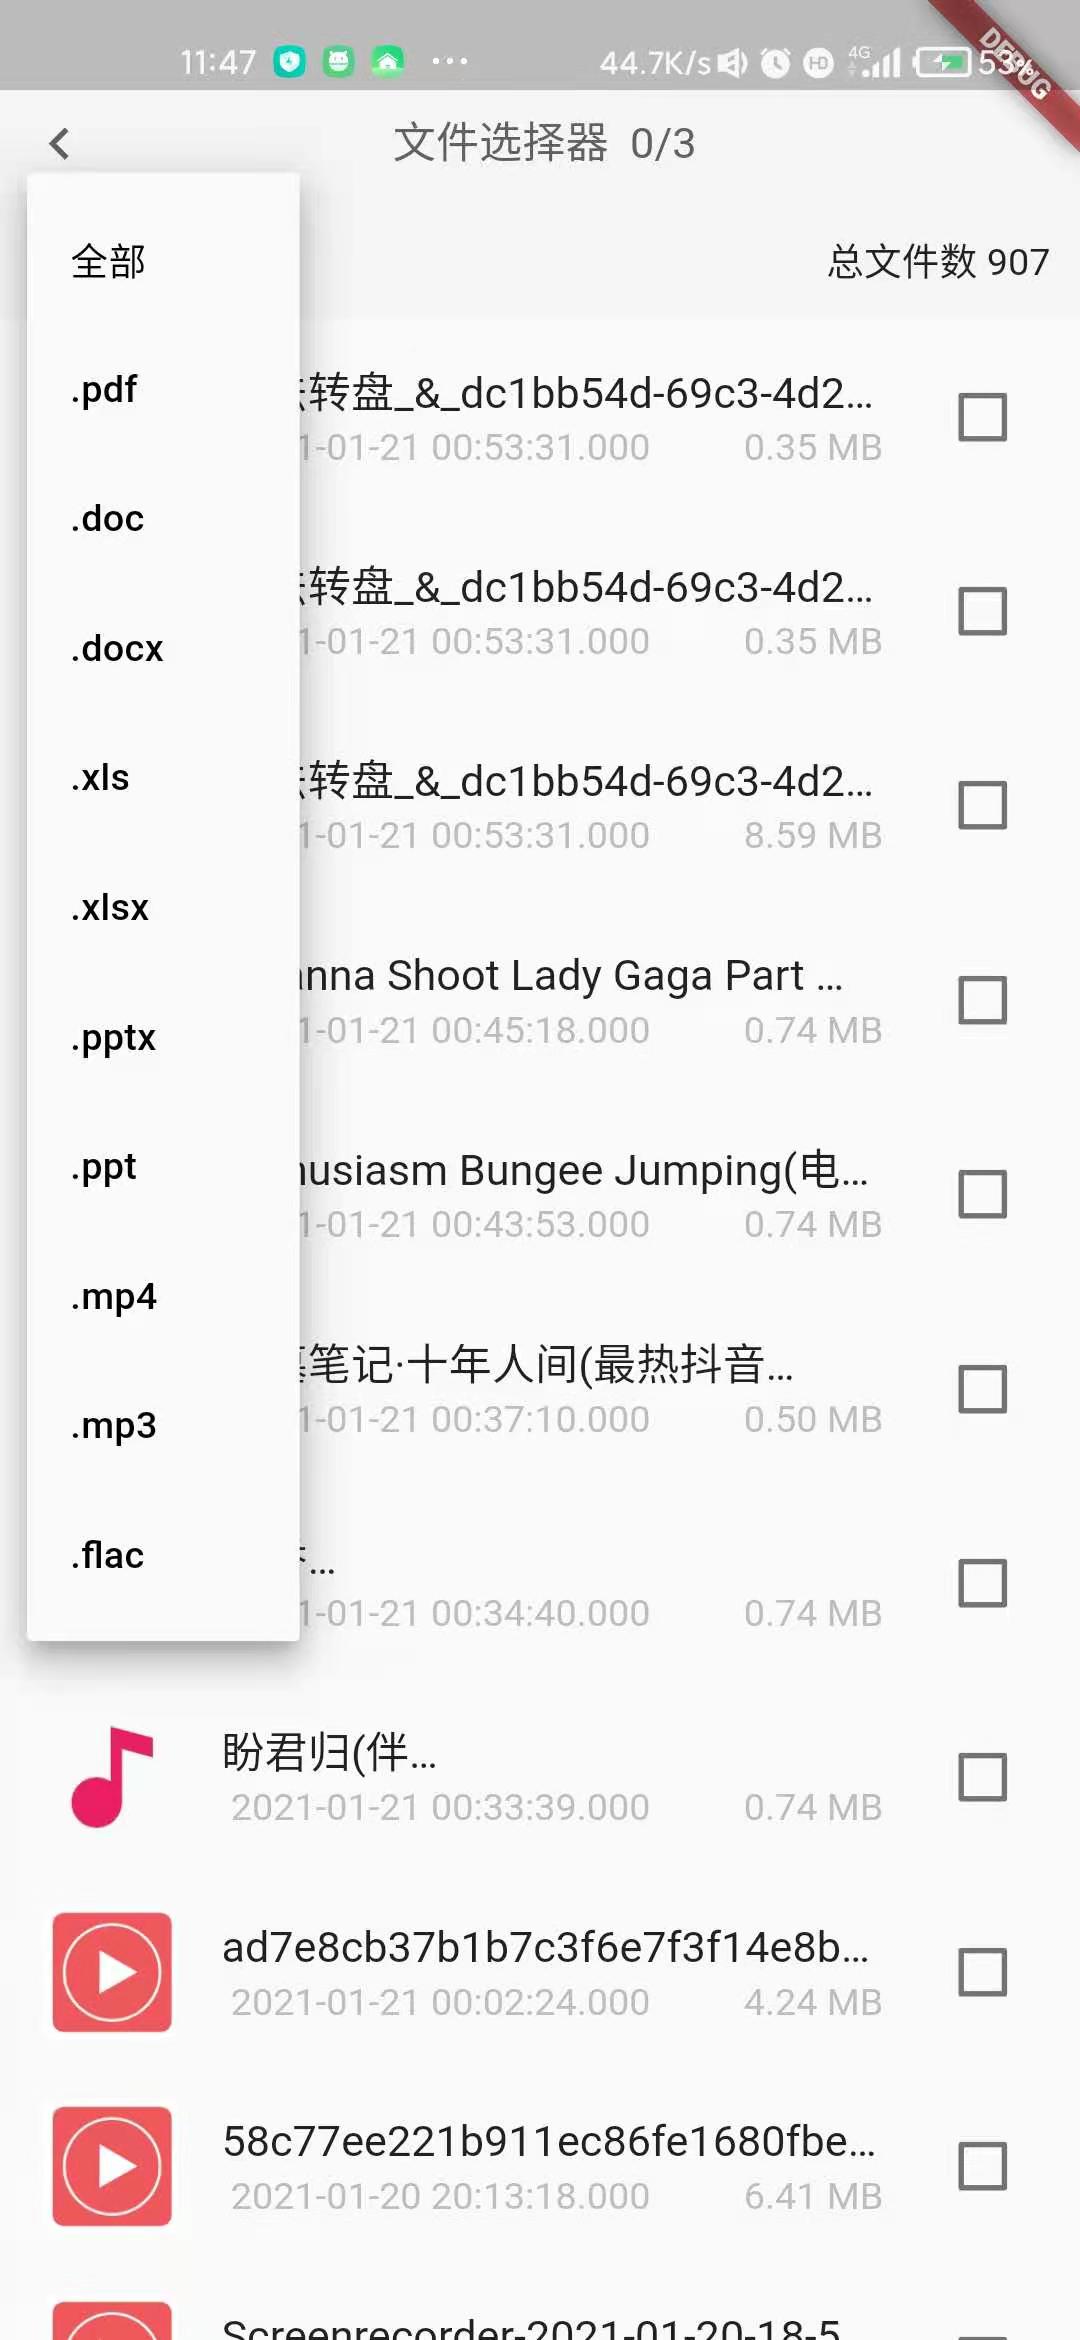 11:47 ... 44.7K/s HD 4G 53%
DEBUG
文件选择器 0/3
全部
总文件数 907
.pdf
转盘_&_dc1bb54d-69c3-4d2...
1-01-21 00:53:31.000 0.35 MB
.doc
转盘_&_dc1bb54d-69c3-4d2...
1-01-21 00:53:31.000 0.35 MB
.docx
.xls
转盘_&_dc1bb54d-69c3-4d2...
1-01-21 00:53:31.000 8.59 MB
.xlsx
anna Shoot Lady Gaga Part ...
1-01-21 00:45:18.000 0.74 MB
.pptx
.ppt
husiasm Bungee Jumping(电...
1-01-21 00:43:53.000 0.74 MB
.mp4
笔记·十年人间(最热抖音...
1-01-21 00:37:10.000 0.50 MB
.mp3
.flac
...
1-01-21 00:34:40.000 0.74 MB
盼君归(伴...
2021-01-21 00:33:39.000 0.74 MB
ad7e8cb37b1b7c3f6e7f3f14e8b...
2021-01-21 00:02:24.000 4.24 MB
58c77ee221b911ec86fe1680fbe...
2021-01-20 20:13:18.000 6.41 MB
Screenrecorder-2021-01-20-18-5